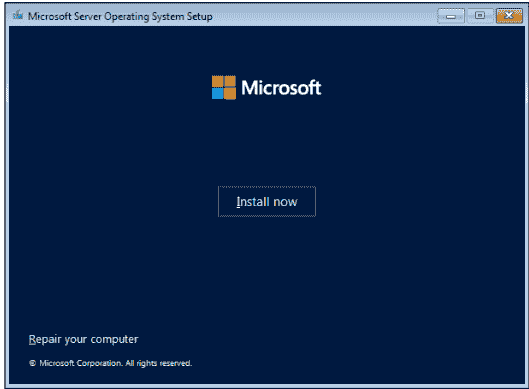 Microsoft Server Operating System Setup
Microsoft
Install now
Repair your computer
© Microsoft Corporation. All rights reserved.